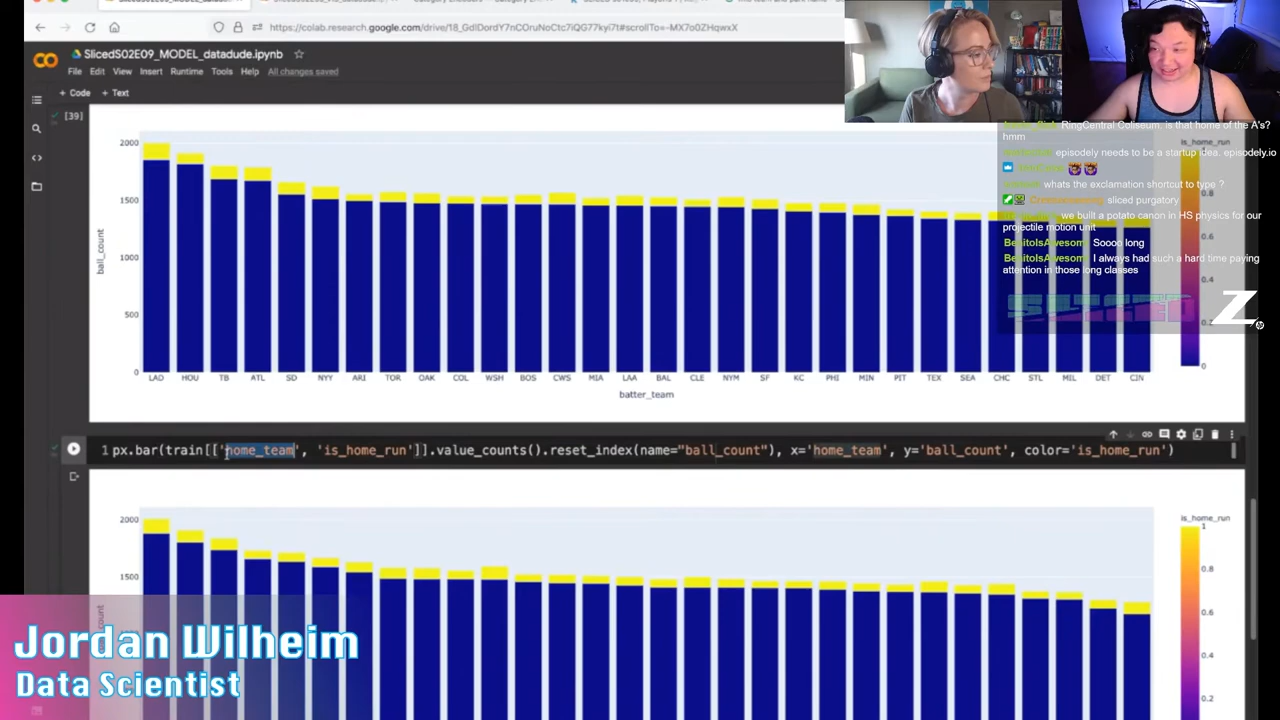 https://colab.research.google.com/drive/18_GdlDordY7nCOruNoCtc7iQG77kyi7t#scrollTo=-MX7o0ZHqwxX
SlicedS02E09_MODEL_datadude.ipynb
File Edit View Insert Runtime Tools Help All changes saved
+ Code + Text
[39]
2000
1500
1000
500
0
ball_count
LAD HOU TB ATL SD NYY ARI TOR OAK COL WSH BOS CWS MIA LAA BAL CLE NYM SF KC PHI MIN PIT TEX SEA CHC STL MIL DET CIN
batter_team
is_home_run
0.8
0.6
0.4
0.2
0
RingCentral Coliseum, is that home of the A's?
hmm
episodely needs to be a startup idea. episodely.io
whats the exclamation shortcut to type ?
sliced purgatory
we built a potato canon in HS physics for our
projectile motion unit
BenitoIsAwesom Soooo long
BenitoIsAwesom I always had such a hard time paying
attention in those long classes
SLICED
Z
hp
1 px.bar(train[['home_team', 'is_home_run']].value_counts().reset_index(name="ball_count"), x='home_team', y='ball_count', color='is_home_run')
2000
1500
is_home_run
1
0.8
0.6
0.4
0.2
Jordan Wilheim
Data Scientist